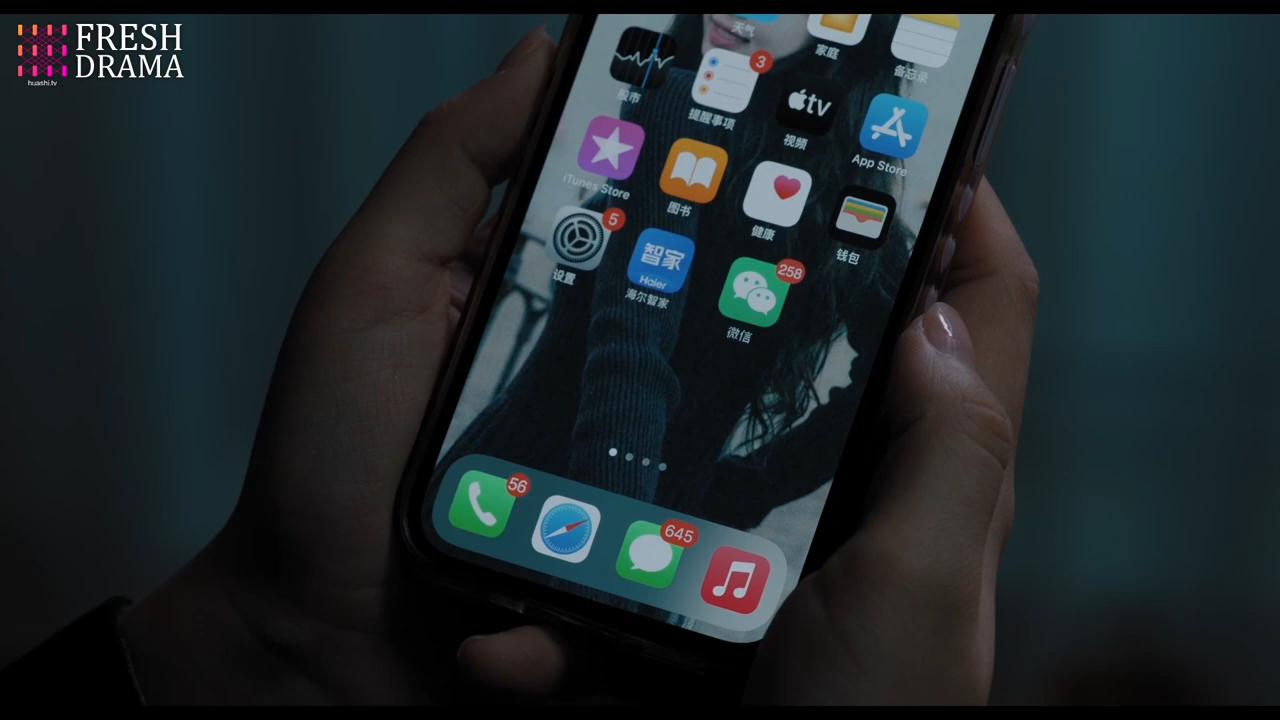 FRESH
DRAMA
huashi.tv
天气
家庭
备忘录
股市
3
提醒事项
tv
视频
App Store
iTunes Store
图书
健康
钱包
5
设置
智家
Haier
海尔智家
258
微信
56
645